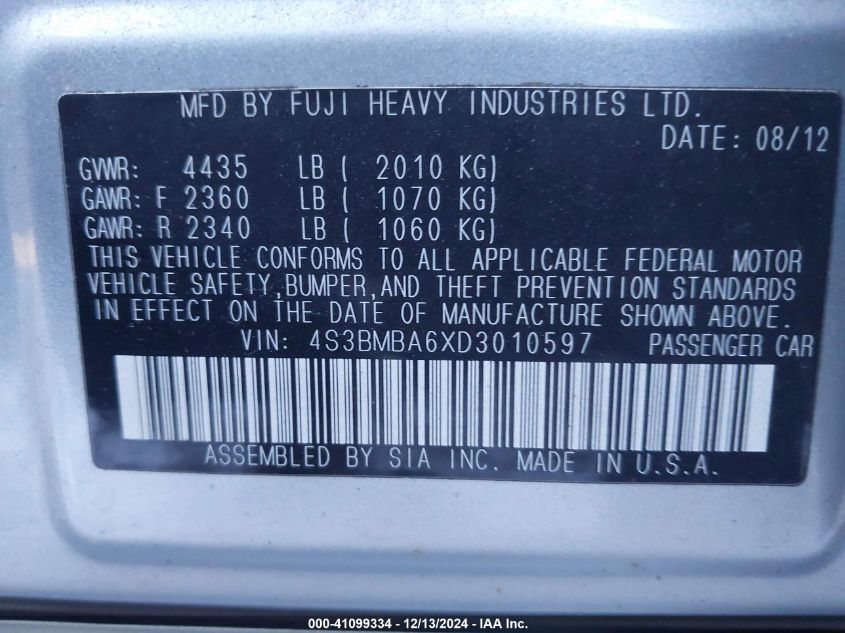 MFD BY FUJI HEAVY INDUSTRIES LTD.
DATE: 08/12
GVWR: 4435 LB ( 2010 KG)
GAWR: F 2360 LB ( 1070 KG)
GAWR: R 2340 LB ( 1060 KG)
THIS VEHICLE CONFORMS TO ALL APPLICABLE FEDERAL MOTOR
VEHICLE SAFETY,BUMPER,AND THEFT PREVENTION STANDARDS
IN EFFECT ON THE DATE OF MANUFACTURE SHOWN ABOVE.
VIN: 4S3BMBA6XD3010597 PASSENGER CAR
ASSEMBLED BY SIA INC. MADE IN U.S.A.
000-41099334 - 12/13/2024 - IAA Inc.